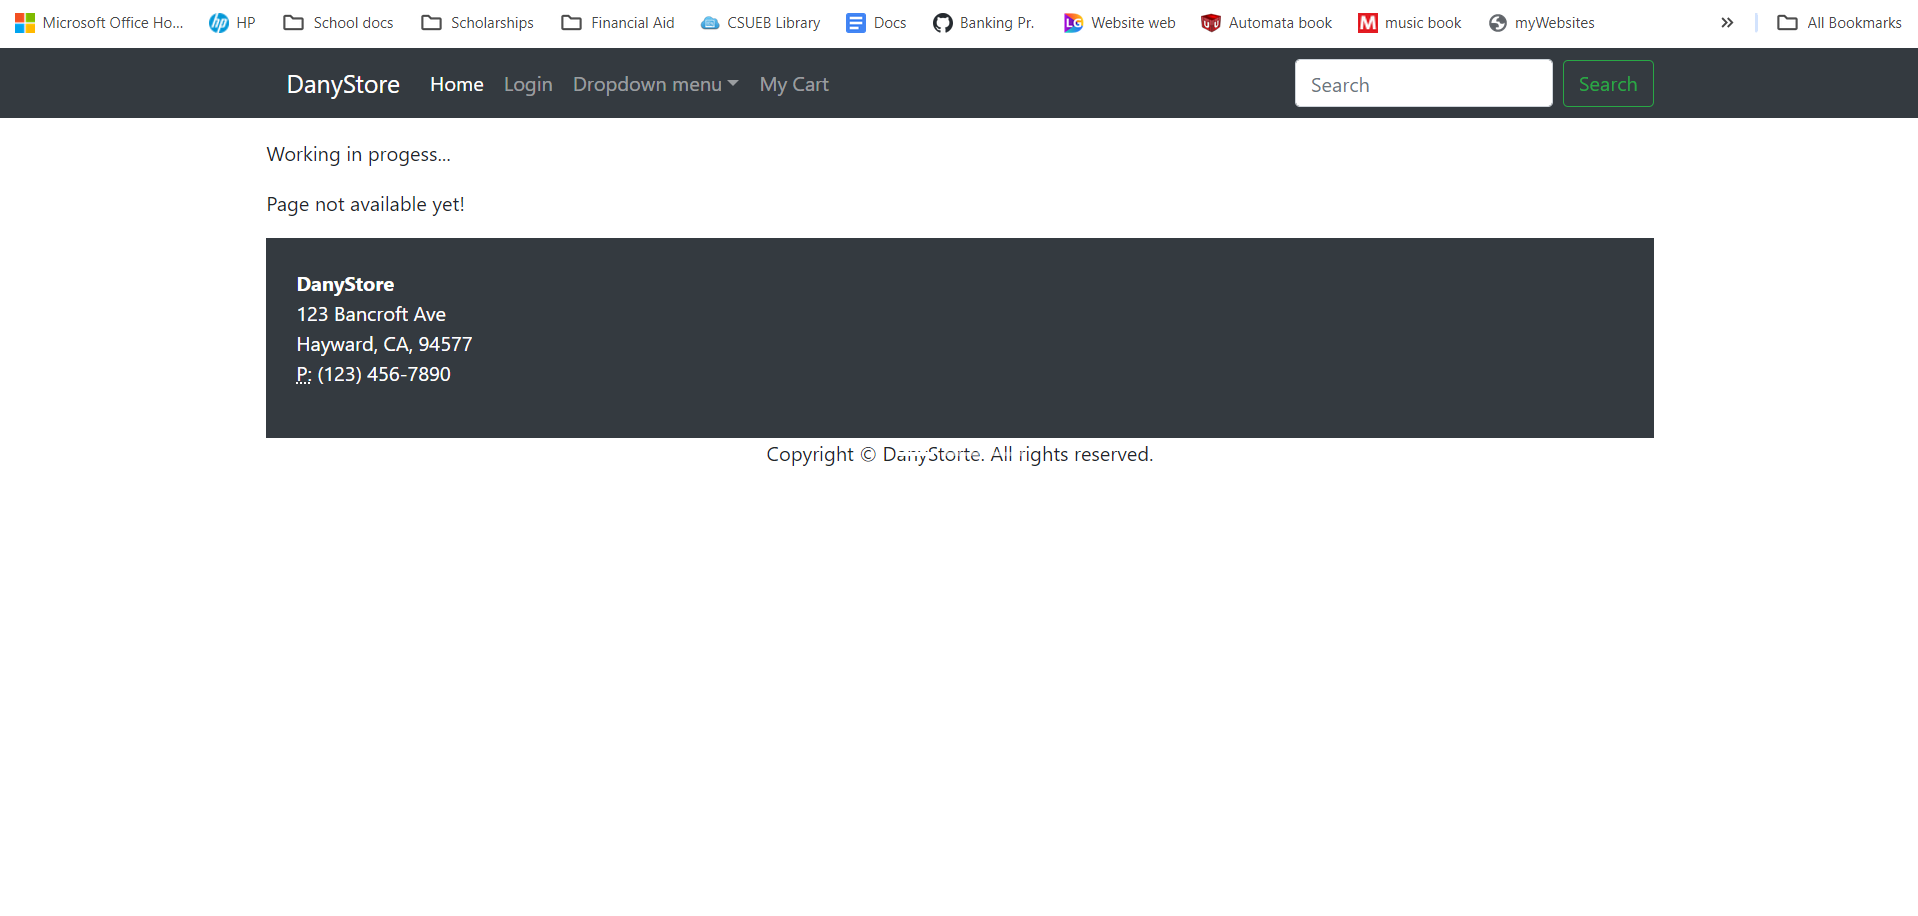 Microsoft Office Ho... HP School docs Scholarships Financial Aid CSUEB Library Docs Banking Pr. LG Website web Automata book M music book myWebsites » All Bookmarks
DanyStore Home Login Dropdown menu My Cart Search Search
Working in progess...
Page not available yet!
DanyStore
123 Bancroft Ave
Hayward, CA, 94577
P: (123) 456-7890
Copyright © DanyStorte. All rights reserved.